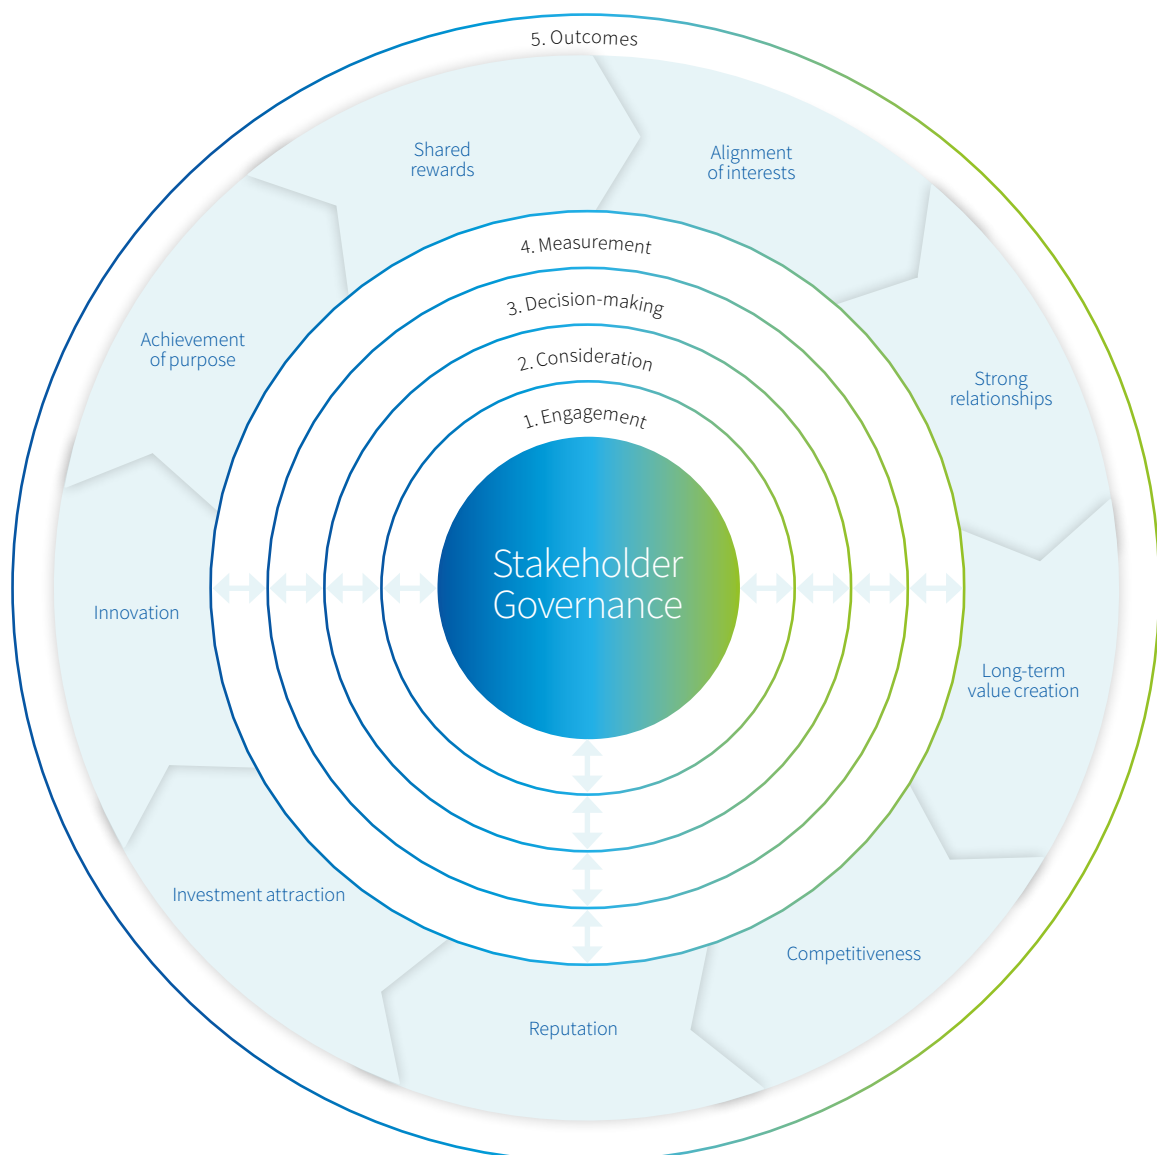 5. Outcomes
Shared
rewards
Alignment
of interests
4. Measurement
3. Decision-making
Achievement
of purpose
2. Consideration
Strong
relationships
1. Engagement
Stakeholder
Governance
Innovation
Long-term
value creation
Investment attraction
Competitiveness
Reputation